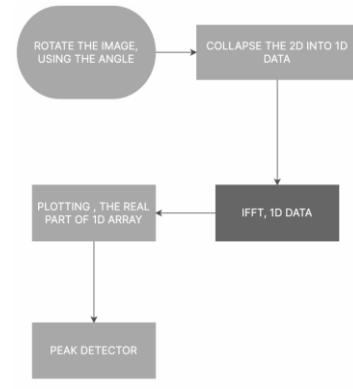 ROTATE THE IMAGE,
USING THE ANGLE
COLLAPSE THE 2D INTO 1D
DATA
IFFT, 1D DATA
PLOTTING , THE REAL
PART OF 1D ARRAY
PEAK DETECTOR